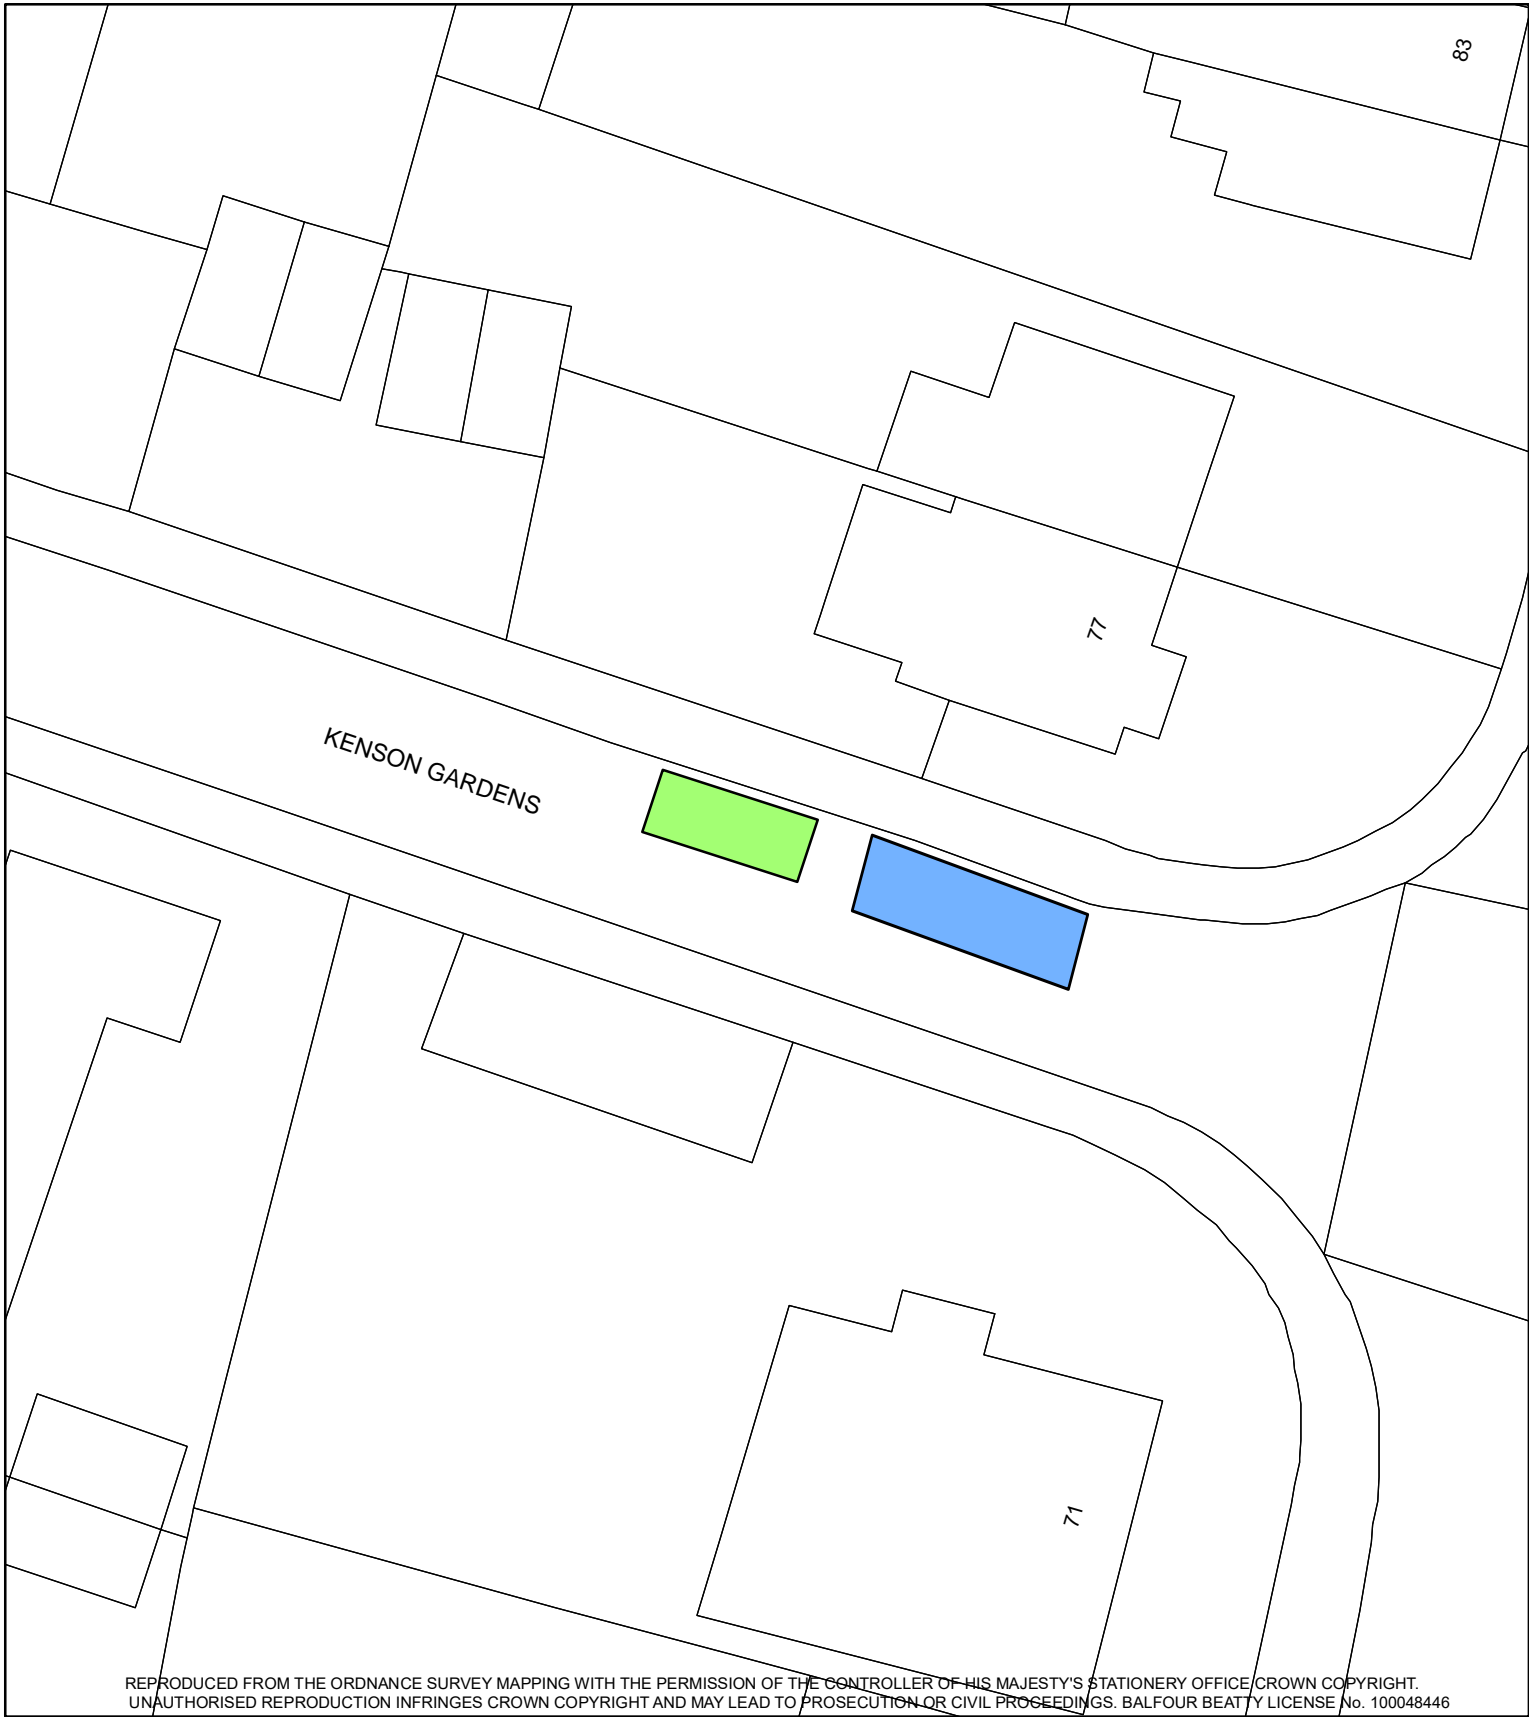 83
77
KENSON GARDENS
71
REPRODUCED FROM THE ORDNANCE SURVEY MAPPING WITH THE PERMISSION OF THE CONTROLLER OF HIS MAJESTY'S STATIONERY OFFICE CROWN COPYRIGHT.
UNAUTHORISED REPRODUCTION INFRINGES CROWN COPYRIGHT AND MAY LEAD TO PROSECUTION OR CIVIL PROCEEDINGS. BALFOUR BEATTY LICENSE No. 100048446